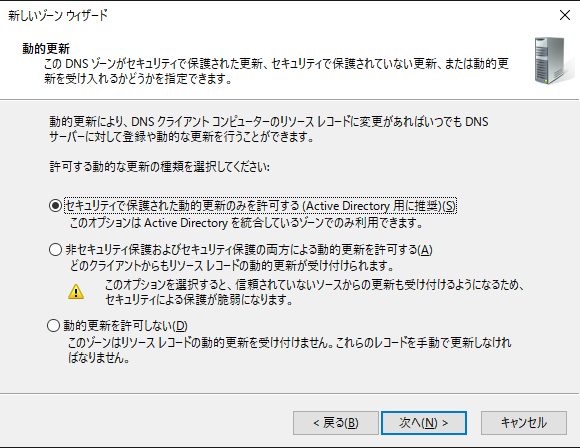 新しいゾーン ウィザード
動的更新
この DNS ゾーンがセキュリティで保護された更新、セキュリティで保護されていない更新、または動的更
新を受け入れるかどうかを指定できます。
動的更新により、DNS クライアント コンピューターのリソース レコードに変更があればいつでも DNS
サーバーに対して登録や動的な更新を行うことができます。
許可する動的な更新の種類を選択してください:
セキュリティで保護された動的更新のみを許可する (Active Directory 用に推奨)(S)
このオプションは Active Directory を統合しているゾーンでのみ利用できます。
非セキュリティ保護およびセキュリティ保護の両方による動的更新を許可する(A)
どのクライアントからもリソース レコードの動的更新が受け付けられます。
このオプションを選択すると、信頼されていないソースからの更新も受け付けるようになるため、
セキュリティによる保護が脆弱になります。
動的更新を許可しない(D)
このゾーンはリソース レコードの動的更新を受け付けません。これらのレコードを手動で更新しなけれ
ばなりません。
< 戻る(B)
次へ(N) >
キャンセル